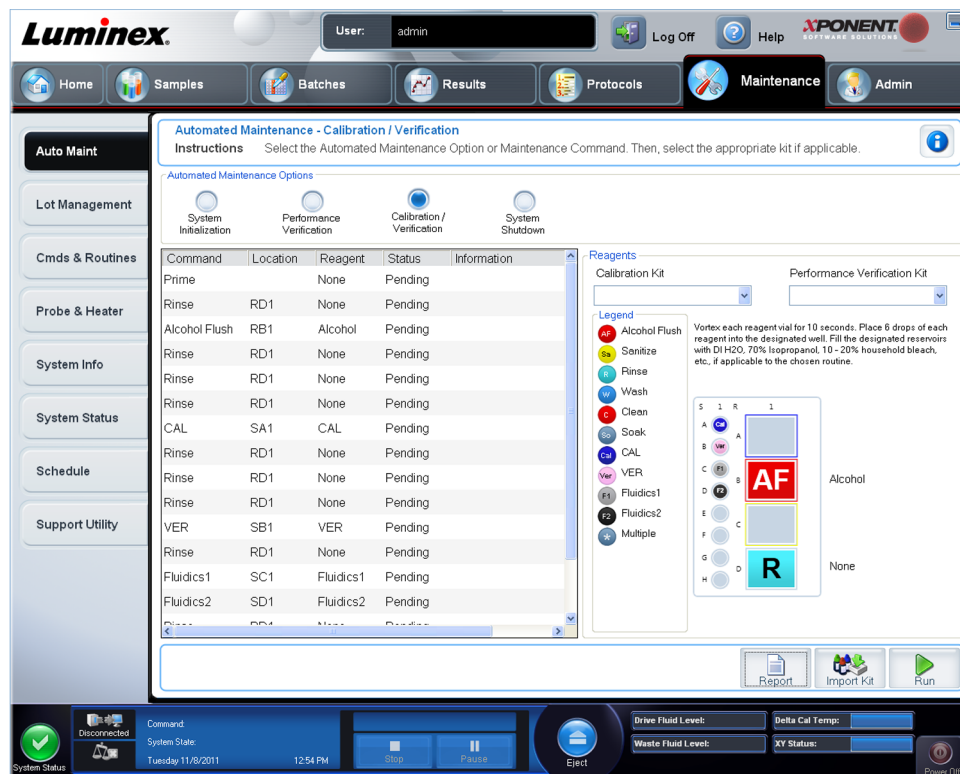 Luminex.
User: admin
Log Off
Help
XPONENT.
SOFTWARE SOLUTIONS
Home
Samples
Batches
Results
Protocols
Maintenance
Admin
Auto Maint
Lot Management
Cmds & Routines
Probe & Heater
System Info
System Status
Schedule
Support Utility
Automated Maintenance - Calibration / Verification
Instructions Select the Automated Maintenance Option or Maintenance Command. Then, select the appropriate kit if applicable.
Automated Maintenance Options
System Initialization
Performance Verification
Calibration / Verification
System Shutdown
Command Location Reagent Status Information
Prime None Pending
Rinse RD1 None Pending
Alcohol Flush RB1 Alcohol Pending
Rinse RD1 None Pending
Rinse RD1 None Pending
Rinse RD1 None Pending
CAL SA1 CAL Pending
Rinse RD1 None Pending
Rinse RD1 None Pending
Rinse RD1 None Pending
VER SB1 VER Pending
Rinse RD1 None Pending
Fluidics1 SC1 Fluidics1 Pending
Fluidics2 SD1 Fluidics2 Pending
Rinse RD1 None Pending
Reagents
Calibration Kit
Performance Verification Kit
Legend
AF Alcohol Flush
Sa Sanitize
R Rinse
W Wash
C Clean
So Soak
Cal CAL
Ver VER
F1 Fluidics1
F2 Fluidics2
* Multiple
Vortex each reagent vial for 10 seconds. Place 6 drops of each
reagent into the designated well. Fill the designated reservoirs
with DI H2O, 70% Isopropanol, 10 - 20% household bleach,
etc., if applicable to the chosen routine.
S 1 R 1
A Cal
B Ver
A
C F1
D F2
B AF Alcohol
E
F
C
G
H
D R None
Report
Import Kit
Run
System Status
Disconnected
Command:
System State:
Tuesday 11/8/2011 12:54 PM
Stop
Pause
Eject
Drive Fluid Level:
Waste Fluid Level:
Delta Cal Temp:
XY Status:
Power Off